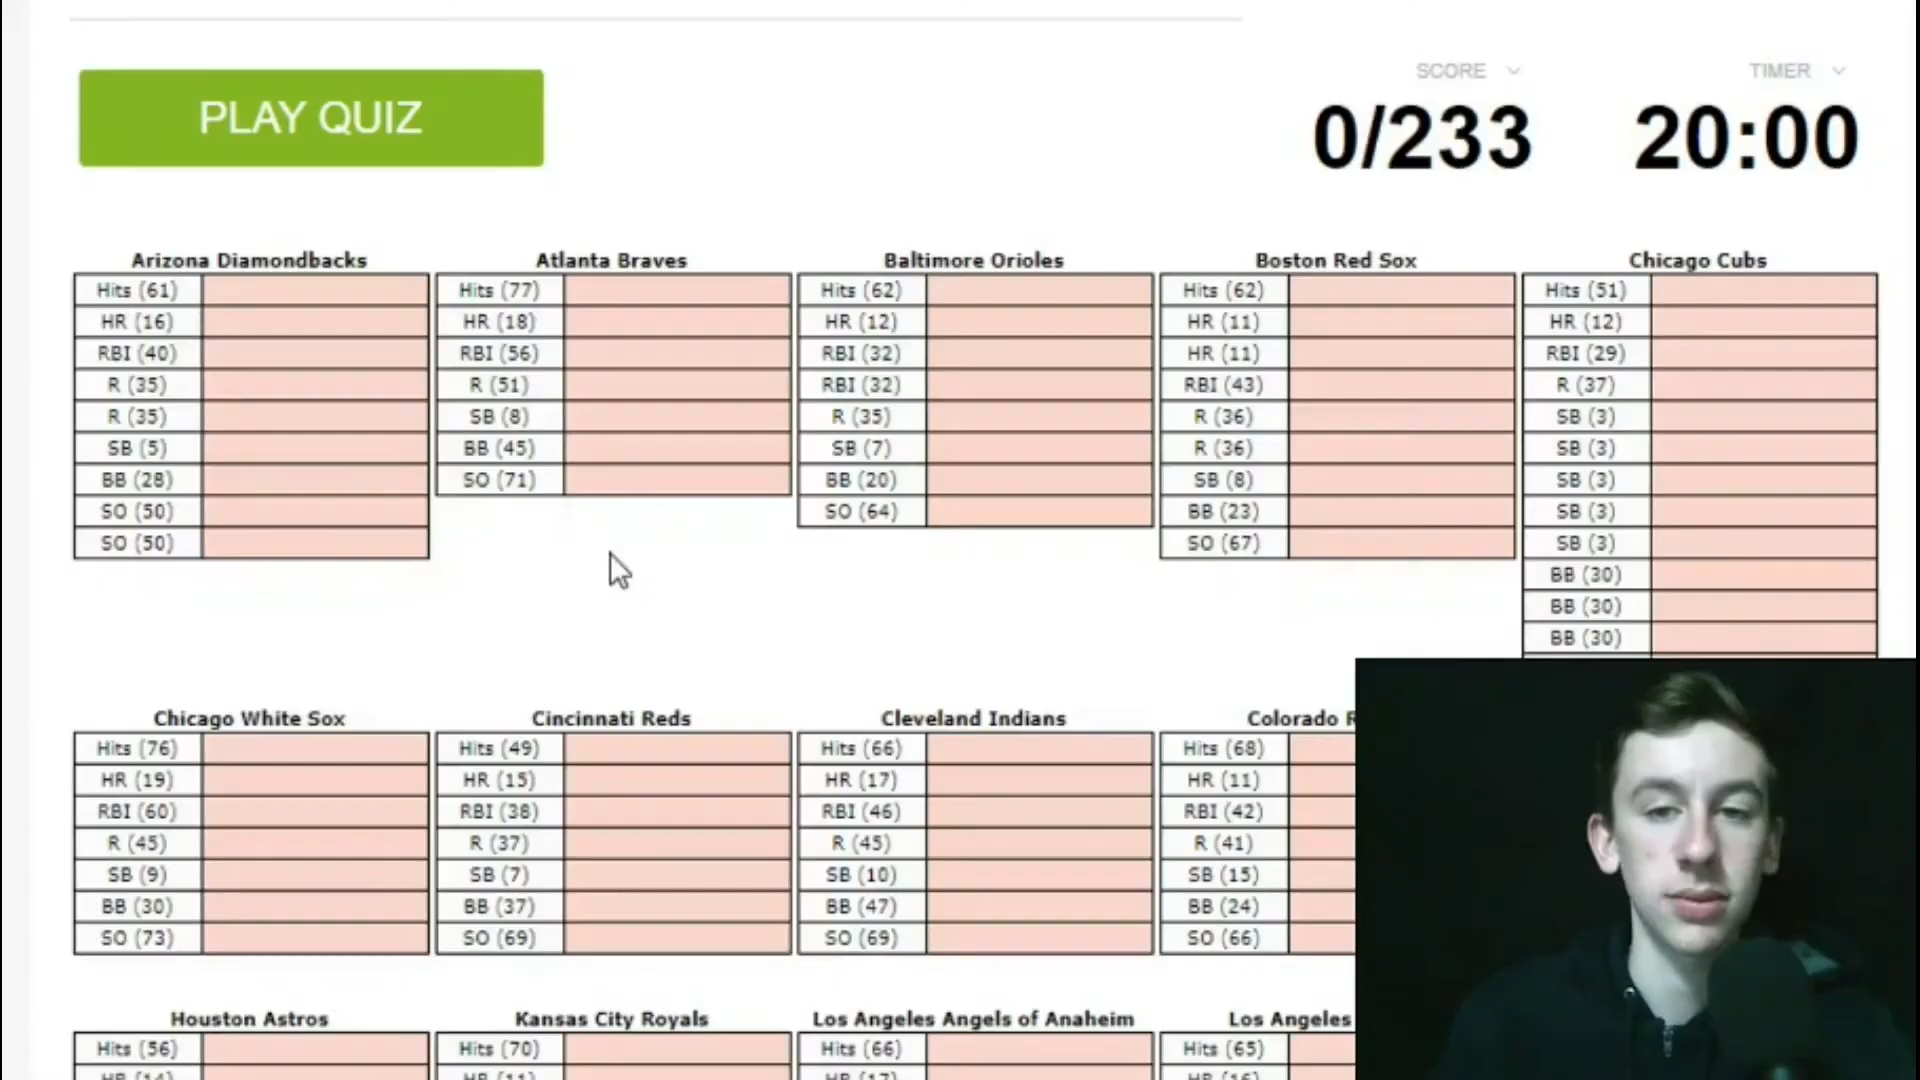 SCORE TIMER
PLAY QUIZ 0/233 20:00
Arizona Diamondbacks
Hits (61)
HR (16)
RBI (40)
R (35)
R (35)
SB (5)
BB (28)
SO (50)
SO (50)
Atlanta Braves
Hits (77)
HR (18)
RBI (56)
R (51)
SB (8)
BB (45)
SO (71)
Baltimore Orioles
Hits (62)
HR (12)
RBI (32)
RBI (32)
R (35)
SB (7)
BB (20)
SO (64)
Boston Red Sox
Hits (62)
HR (11)
HR (11)
RBI (43)
R (36)
R (36)
SB (8)
BB (23)
SO (67)
Chicago Cubs
Hits (51)
HR (12)
RBI (29)
R (37)
SB (3)
SB (3)
SB (3)
SB (3)
SB (3)
BB (30)
BB (30)
BB (30)
Chicago White Sox
Hits (76)
HR (19)
RBI (60)
R (45)
SB (9)
BB (30)
SO (73)
Cincinnati Reds
Hits (49)
HR (15)
RBI (38)
R (37)
SB (7)
BB (37)
SO (69)
Cleveland Indians
Hits (66)
HR (17)
RBI (46)
R (45)
SB (10)
BB (47)
SO (69)
Colorado
Hits (68)
HR (11)
RBI (42)
R (41)
SB (15)
BB (24)
SO (66)
Houston Astros
Hits (56)
HR (14)
Kansas City Royals
Hits (70)
HR (11)
Los Angeles Angels of Anaheim
Hits (66)
HR (17)
Los Angeles
Hits (65)
HR (16)